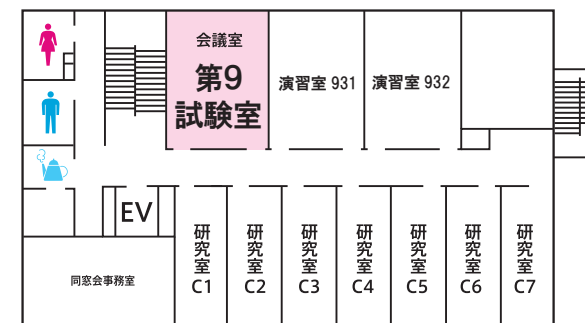 会議室
第9
試験室
演習室 931
演習室 932
EV
同窓会事務室
研究室
C1
研究室
C2
研究室
C3
研究室
C4
研究室
C5
研究室
C6
研究室
C7